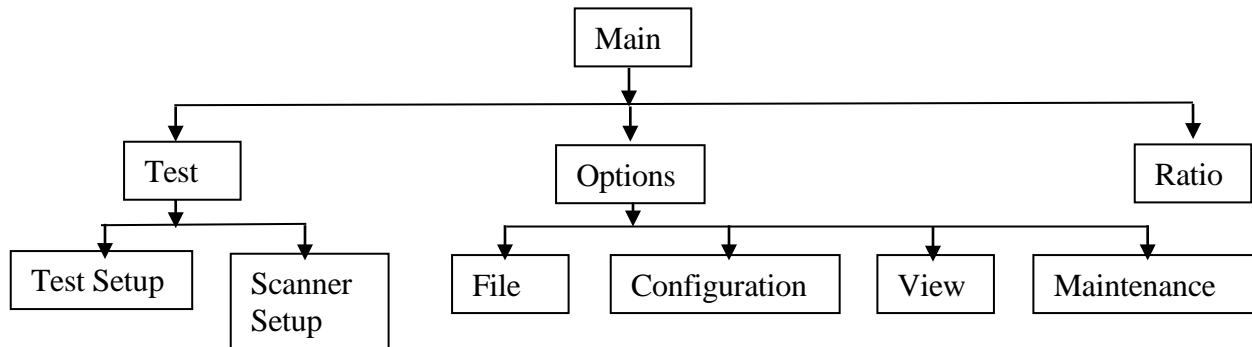 Main
Test
Options
Ratio
Test Setup
Scanner
Setup
File
Configuration
View
Maintenance